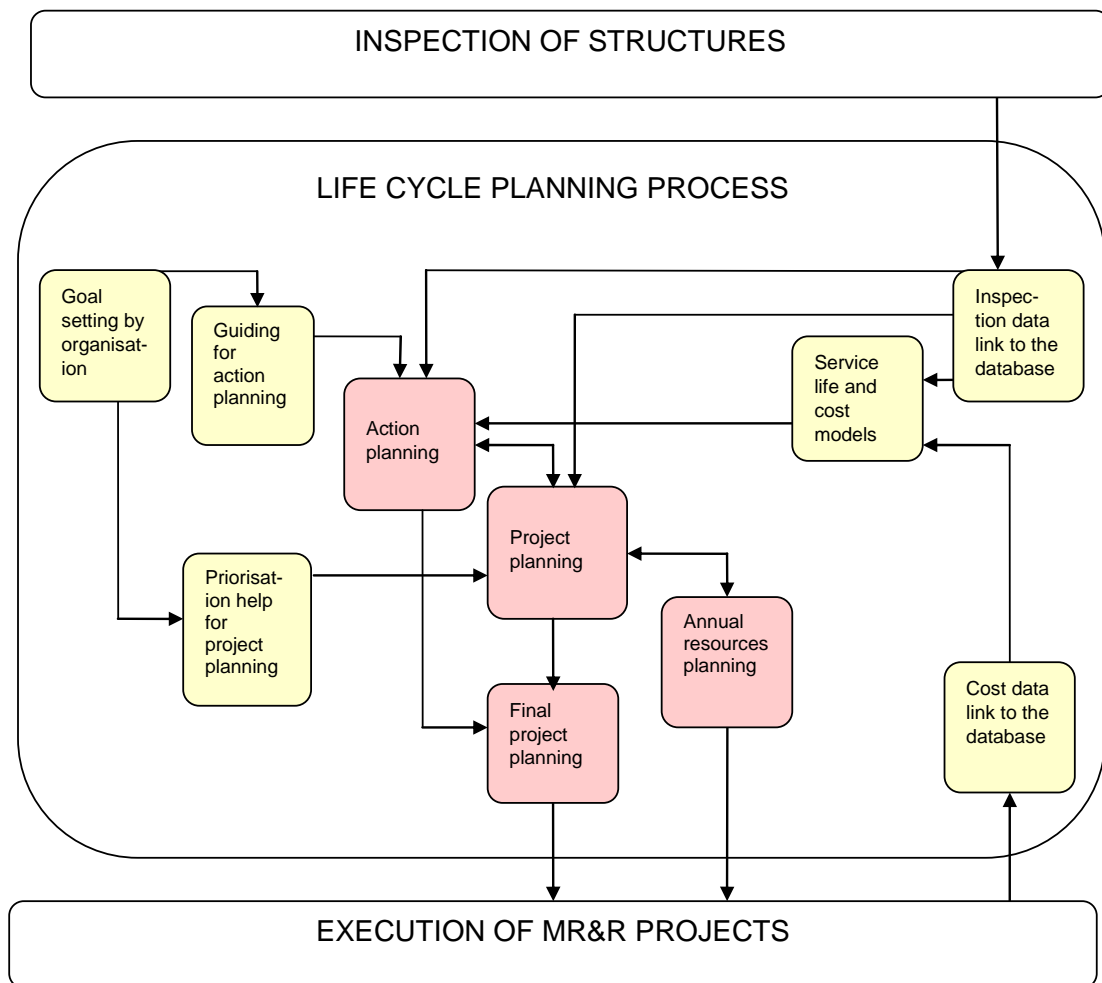 INSPECTION OF STRUCTURES
LIFE CYCLE PLANNING PROCESS
Goal
setting by
organisat-
ion
Guiding
for
action
planning
Inspec-
tion data
link to the
database
Service
life and
cost
models
Action
planning
Project
planning
Priorisat-
ion help
for
project
planning
Annual
resources
planning
Final
project
planning
Cost data
link to the
database
EXECUTION OF MR&R PROJECTS